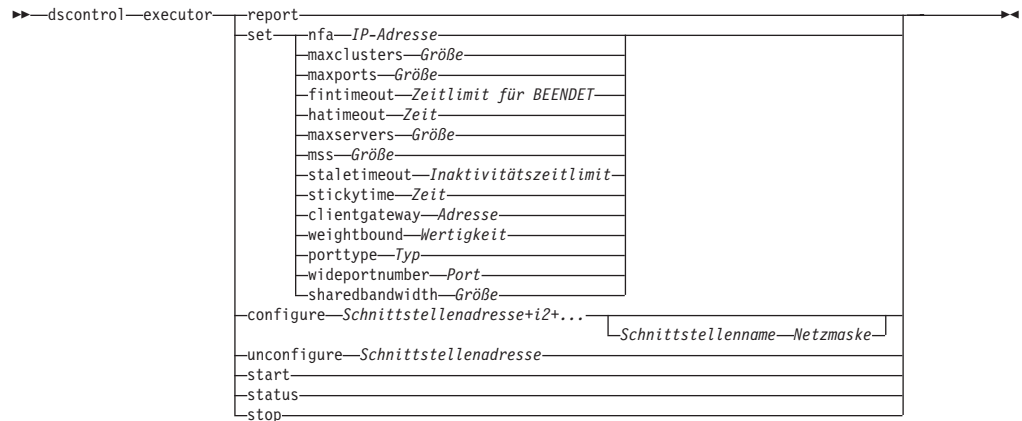 dscontrol executor report
set nfa IP-Adresse
maxclusters Größe
maxports Größe
fintimeout Zeitlimit für BEENDET
hatimeout Zeit
maxservers Größe
mss Größe
staletimeout Inaktivitätszeitlimit
stickytime Zeit
clientgateway Adresse
weightbound Wertigkeit
porttype Typ
wideportnumber Port
sharedbandwidth Größe
configure Schnittstellenadresse+i2+...
Schnittstellenname Netzmaske
unconfigure Schnittstellenadresse
start
status
stop